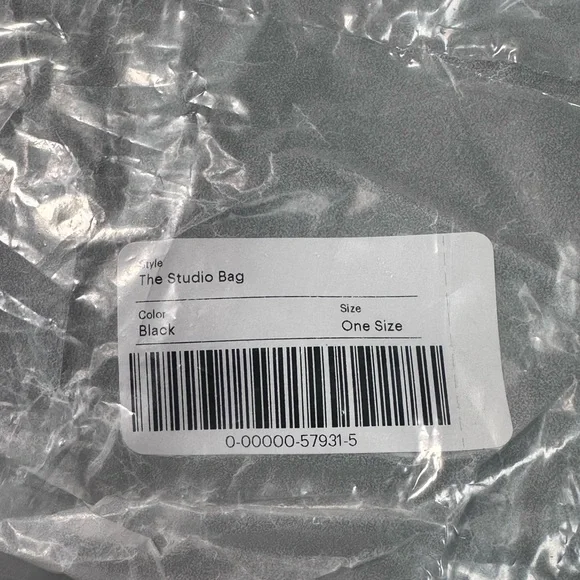 Style
The Studio Bag
Color Size
Black One Size
0-00000-57931-5